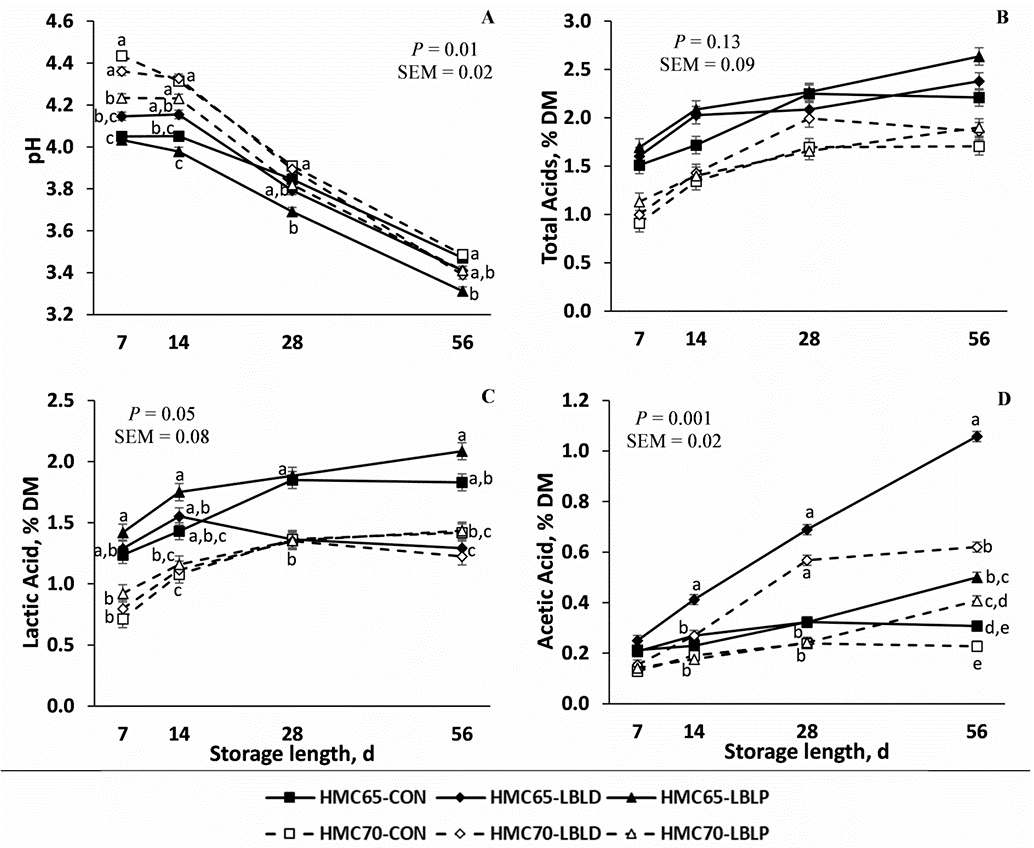 A
P = 0.01
SEM = 0.02
pH
4.6
4.4
4.2
4.0
3.8
3.6
3.4
3.2
a
a
b
b,c
c
a
a
a,b
b,c
c
a
a,b
b
a
a,b
b
7 14 28 56
B
P = 0.13
SEM = 0.09
Total Acids, % DM
3.0
2.5
2.0
1.5
1.0
0.5
0.0
7 14 28 56
C
P = 0.05
SEM = 0.08
Lactic Acid, % DM
2.5
2.0
1.5
1.0
0.5
0.0
a
a,b
b
b
a
a,b
a,b,c
b,c
c
a
b
a
a,b
b,c
c
7 14 28 56
Storage length, d
D
P = 0.001
SEM = 0.02
Acetic Acid, % DM
1.2
1.0
0.8
0.6
0.4
0.2
0.0
a
b
b
a
a
b
b
a
b
b,c
c,d
d,e
e
7 14 28 56
Storage length, d
HMC65-CON HMC65-LBLD HMC65-LBLP
HMC70-CON HMC70-LBLD HMC70-LBLP